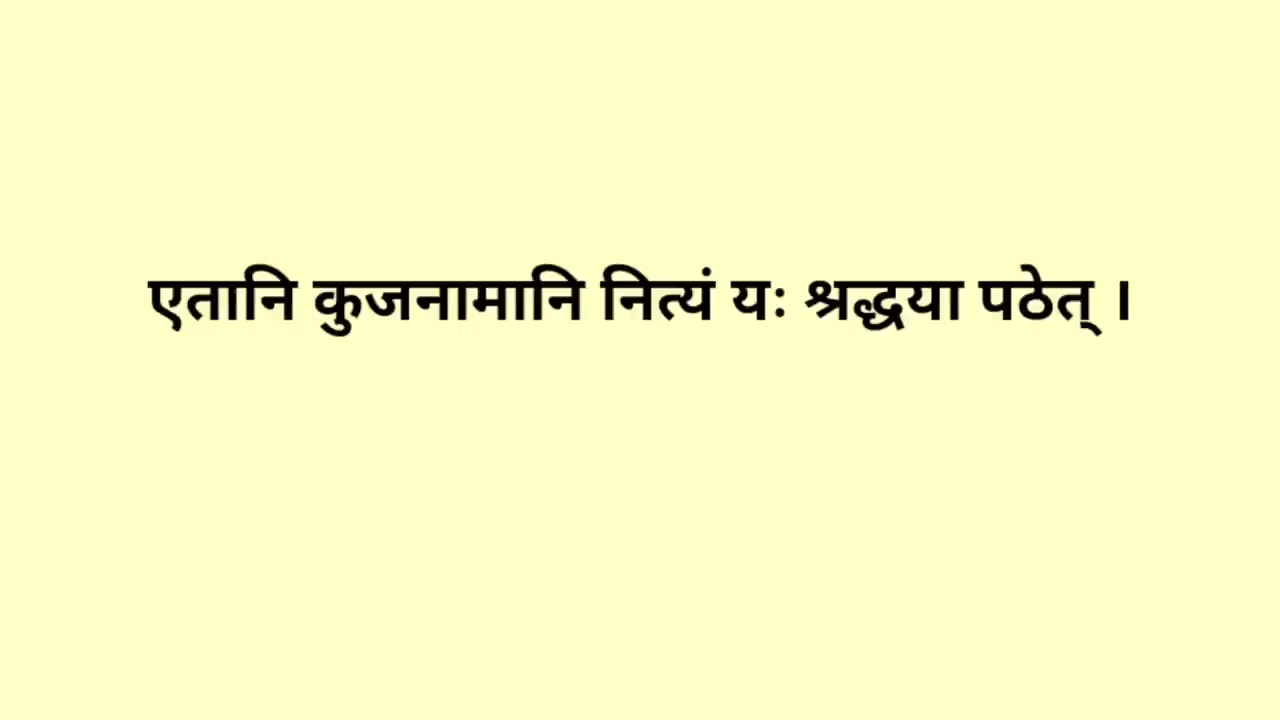 एतानि कुजनामानि नित्यं यः श्रद्धया पठेत् ।